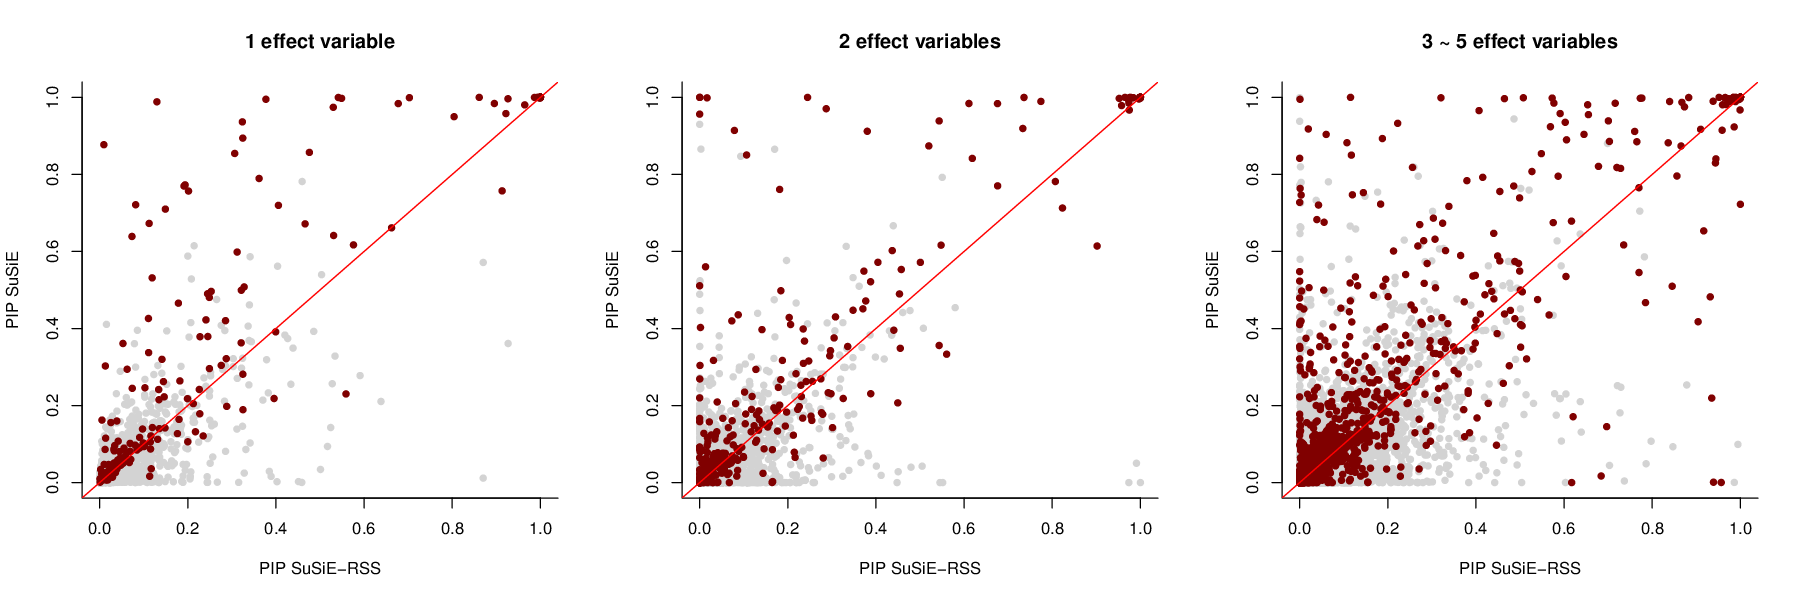 1 effect variable
PIP SuSiE
1.0
0.8
0.6
0.4
0.2
0.0
0.0 0.2 0.4 0.6 0.8 1.0
PIP SuSiE−RSS
2 effect variables
PIP SuSiE
1.0
0.8
0.6
0.4
0.2
0.0
0.0 0.2 0.4 0.6 0.8 1.0
PIP SuSiE−RSS
3 ~ 5 effect variables
PIP SuSiE
1.0
0.8
0.6
0.4
0.2
0.0
0.0 0.2 0.4 0.6 0.8 1.0
PIP SuSiE−RSS